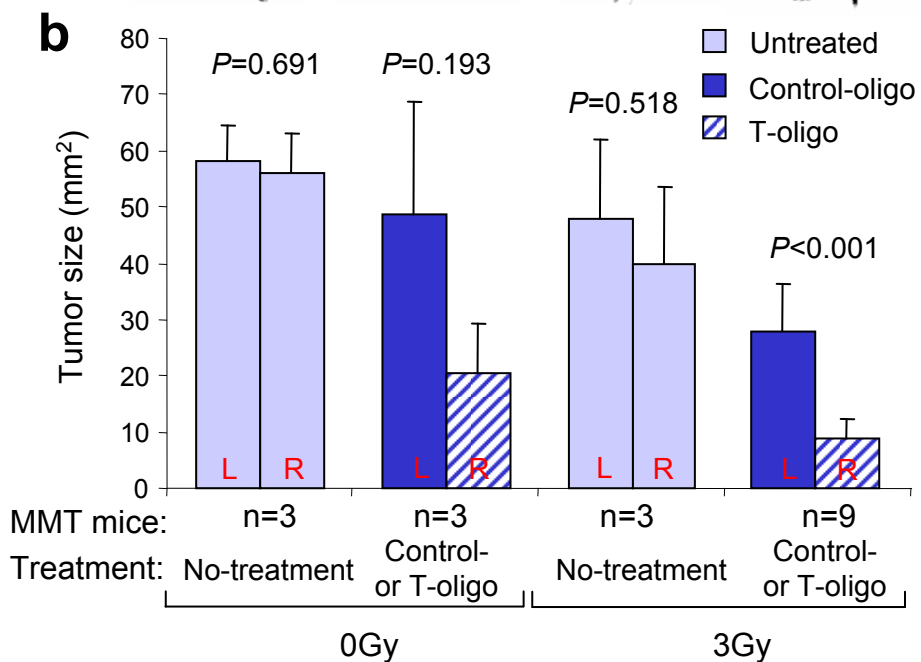 b
80
70
60
50
40
30
20
10
0
Tumor size (mm²)
P=0.691
P=0.193
P=0.518
P<0.001
Untreated
Control-oligo
T-oligo
L R L R L R L R
MMT mice: n=3 n=3 n=3 n=9
Treatment: No-treatment Control- or T-oligo No-treatment Control- or T-oligo
0Gy 3Gy